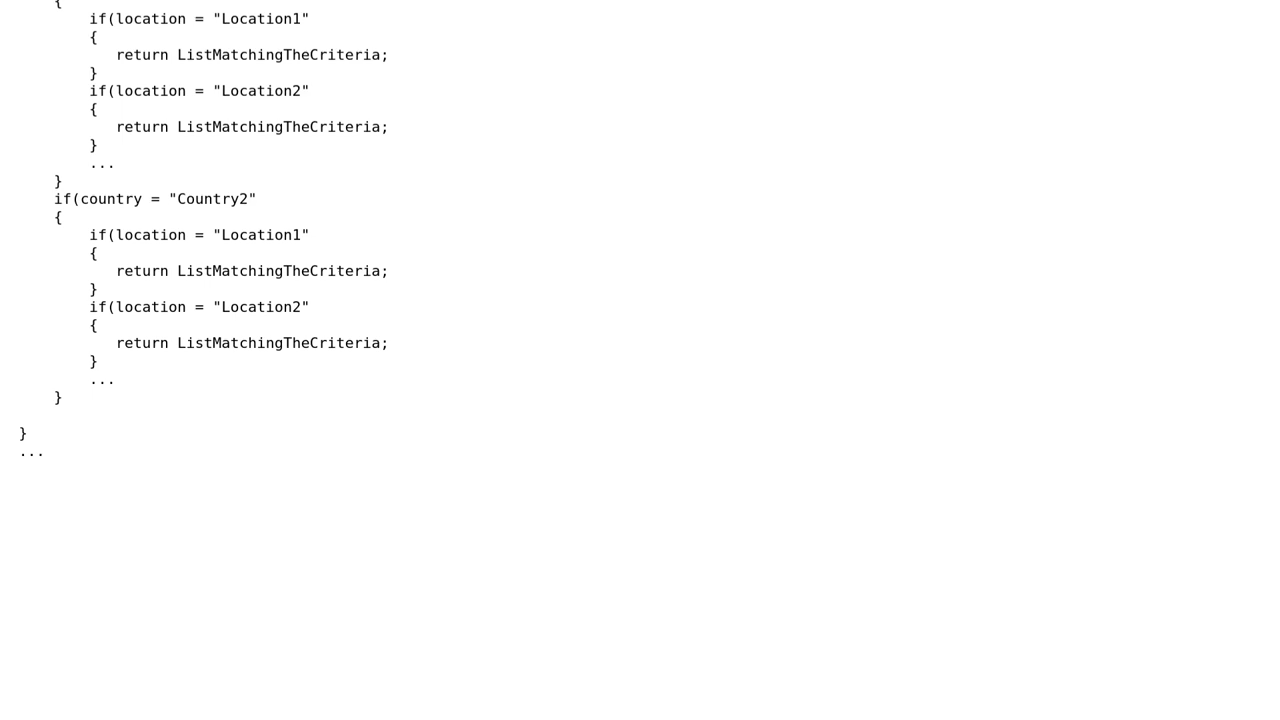 {
if(location = "Location1"
{
return ListMatchingTheCriteria;
}
if(location = "Location2"
{
return ListMatchingTheCriteria;
}
...
}
if(country = "Country2"
{
if(location = "Location1"
{
return ListMatchingTheCriteria;
}
if(location = "Location2"
{
return ListMatchingTheCriteria;
}
...
}
}
...